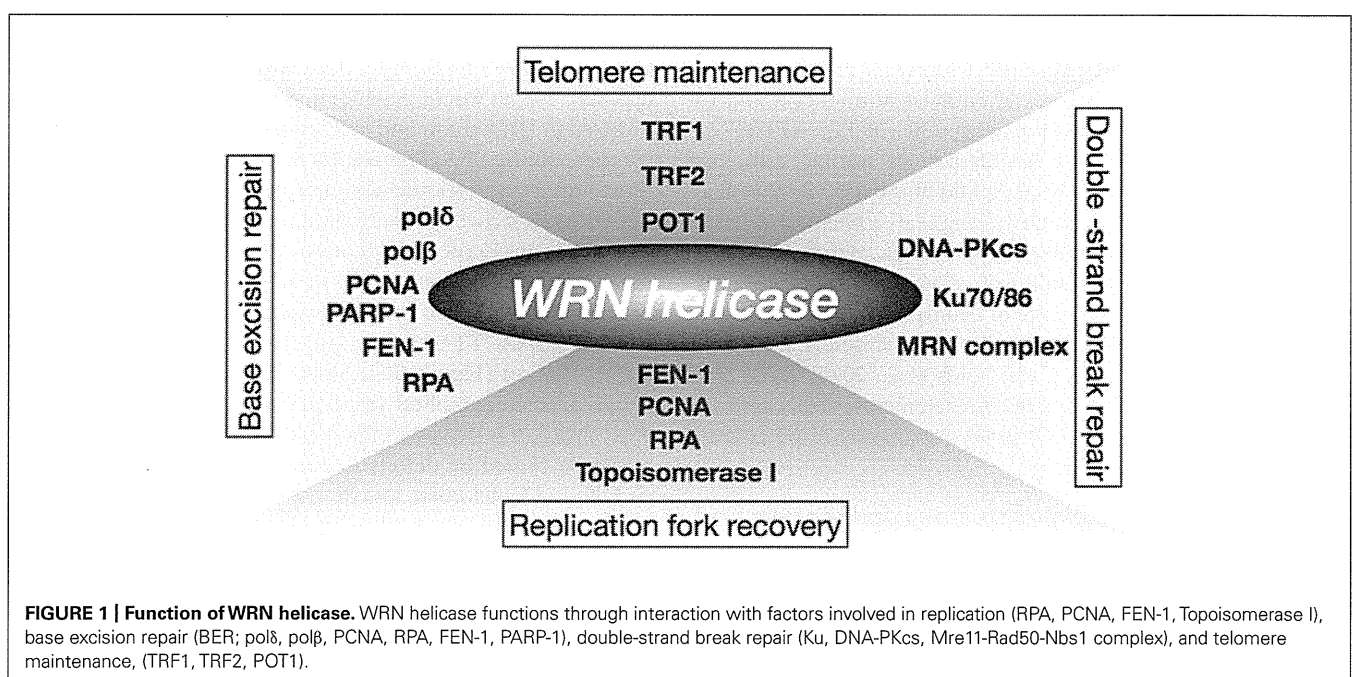 Telomere maintenance
TRF1
TRF2
POT1
Base excision repair
polδ
polβ
PCNA
PARP-1
FEN-1
RPA
WRN helicase
DNA-PKcs
Ku70/86
MRN complex
Double -strand break repair
FEN-1
PCNA
RPA
Topoisomerase I
Replication fork recovery
FIGURE 1 | Function of WRN helicase. WRN helicase functions through interaction with factors involved in replication (RPA, PCNA, FEN-1, Topoisomerase I),
base excision repair (BER; polδ, polβ, PCNA, RPA, FEN-1, PARP-1), double-strand break repair (Ku, DNA-PKcs, Mre11-Rad50-Nbs1 complex), and telomere
maintenance, (TRF1, TRF2, POT1).